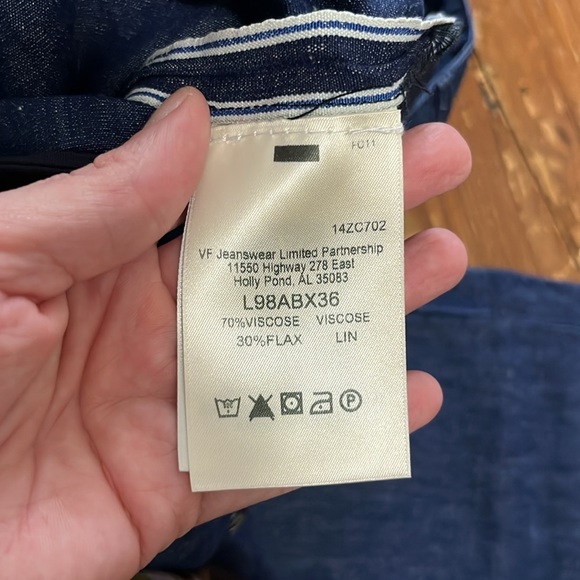 FC11
14ZC702
VF Jeanswear Limited Partnership
11550 Highway 278 East
Holly Pond, AL 35083
L98ABX36
70%VISCOSE VISCOSE
30%FLAX LIN
P